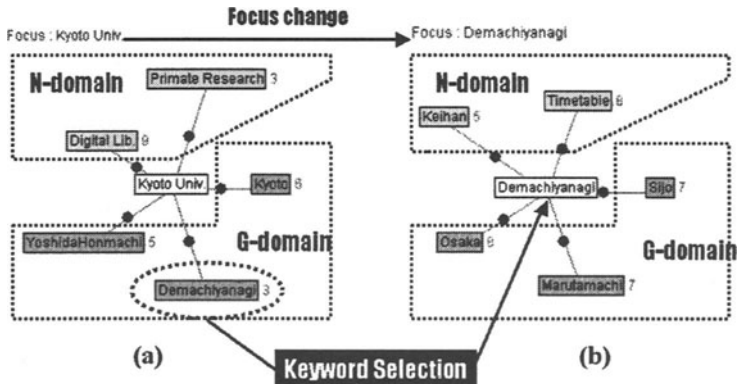 Focus change
Focus : Kyoto Univ.
Focus : Demachiyanagi
N-domain
Primate Research 3
Digital Lib. 9
Kyoto Univ.
Kyoto 6
YoshidaHonmachi 5
G-domain
Demachiyanagi 3
(a)
N-domain
Keihan 5
Timetable 8
Demachiyanagi
Sijo 7
Osaka 6
G-domain
Marutamachi 7
(b)
Keyword Selection